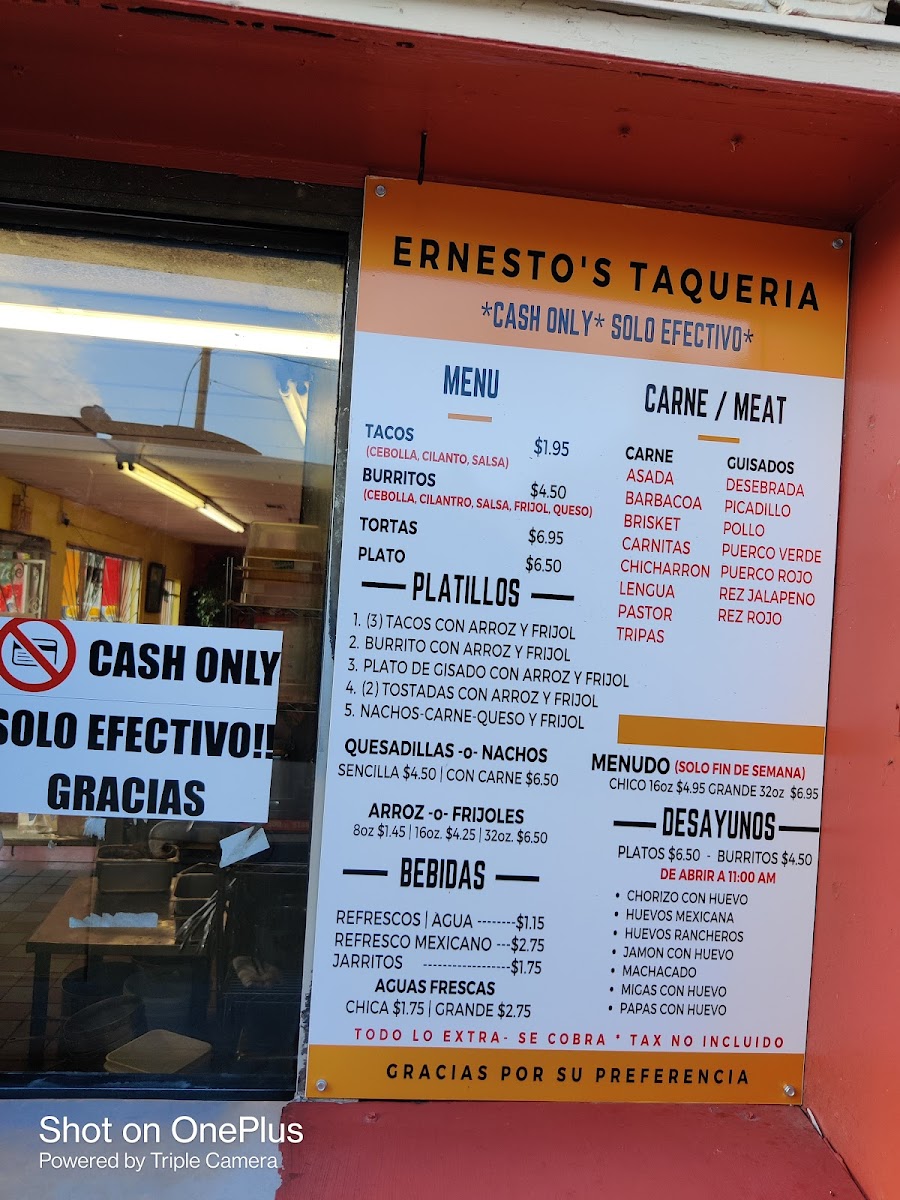 ERNESTO'S TAQUERIA
*CASH ONLY* SOLO EFECTIVO*
MENU
TACOS $1.95
(CEBOLLA, CILANTO, SALSA)
BURRITOS $4.50
(CEBOLLA, CILANTRO, SALSA, FRIJOL, QUESO)
TORTAS $6.95
PLATO $6.50
PLATILLOS
1. (3) TACOS CON ARROZ Y FRIJOL
2. BURRITO CON ARROZ Y FRIJOL
3. PLATO DE GISADO CON ARROZ Y FRIJOL
4. (2) TOSTADAS CON ARROZ Y FRIJOL
5. NACHOS-CARNE-QUESO Y FRIJOL
QUESADILLAS -o- NACHOS
SENCILLA $4.50 | CON CARNE $6.50
ARROZ -o- FRIJOLES
8oz $1.45 | 16oz. $4.25 | 32oz. $6.50
BEBIDAS
REFRESCOS | AGUA --------$1.15
REFRESCO MEXICANO ---$2.75
JARRITOS ------------------$1.75
AGUAS FRESCAS
CHICA $1.75 | GRANDE $2.75
CARNE / MEAT
CARNE
ASADA
BARBACOA
BRISKET
CARNITAS
CHICHARRON
LENGUA
PASTOR
TRIPAS
GUISADOS
DESEBRADA
PICADILLO
POLLO
PUERCO VERDE
PUERCO ROJO
REZ JALAPENO
REZ ROJO
MENUDO (SOLO FIN DE SEMANA)
CHICO 16oz $4.95 GRANDE 32oz $6.95
DESAYUNOS
PLATOS $6.50 - BURRITOS $4.50
DE ABRIR A 11:00 AM
• CHORIZO CON HUEVO
• HUEVOS MEXICANA
• HUEVOS RANCHEROS
• JAMON CON HUEVO
• MACHACADO
• MIGAS CON HUEVO
• PAPAS CON HUEVO
TODO LO EXTRA- SE COBRA * TAX NO INCLUIDO
GRACIAS POR SU PREFERENCIA
CASH ONLY
SOLO EFECTIVO!!
GRACIAS
Shot on OnePlus
Powered by Triple Camera